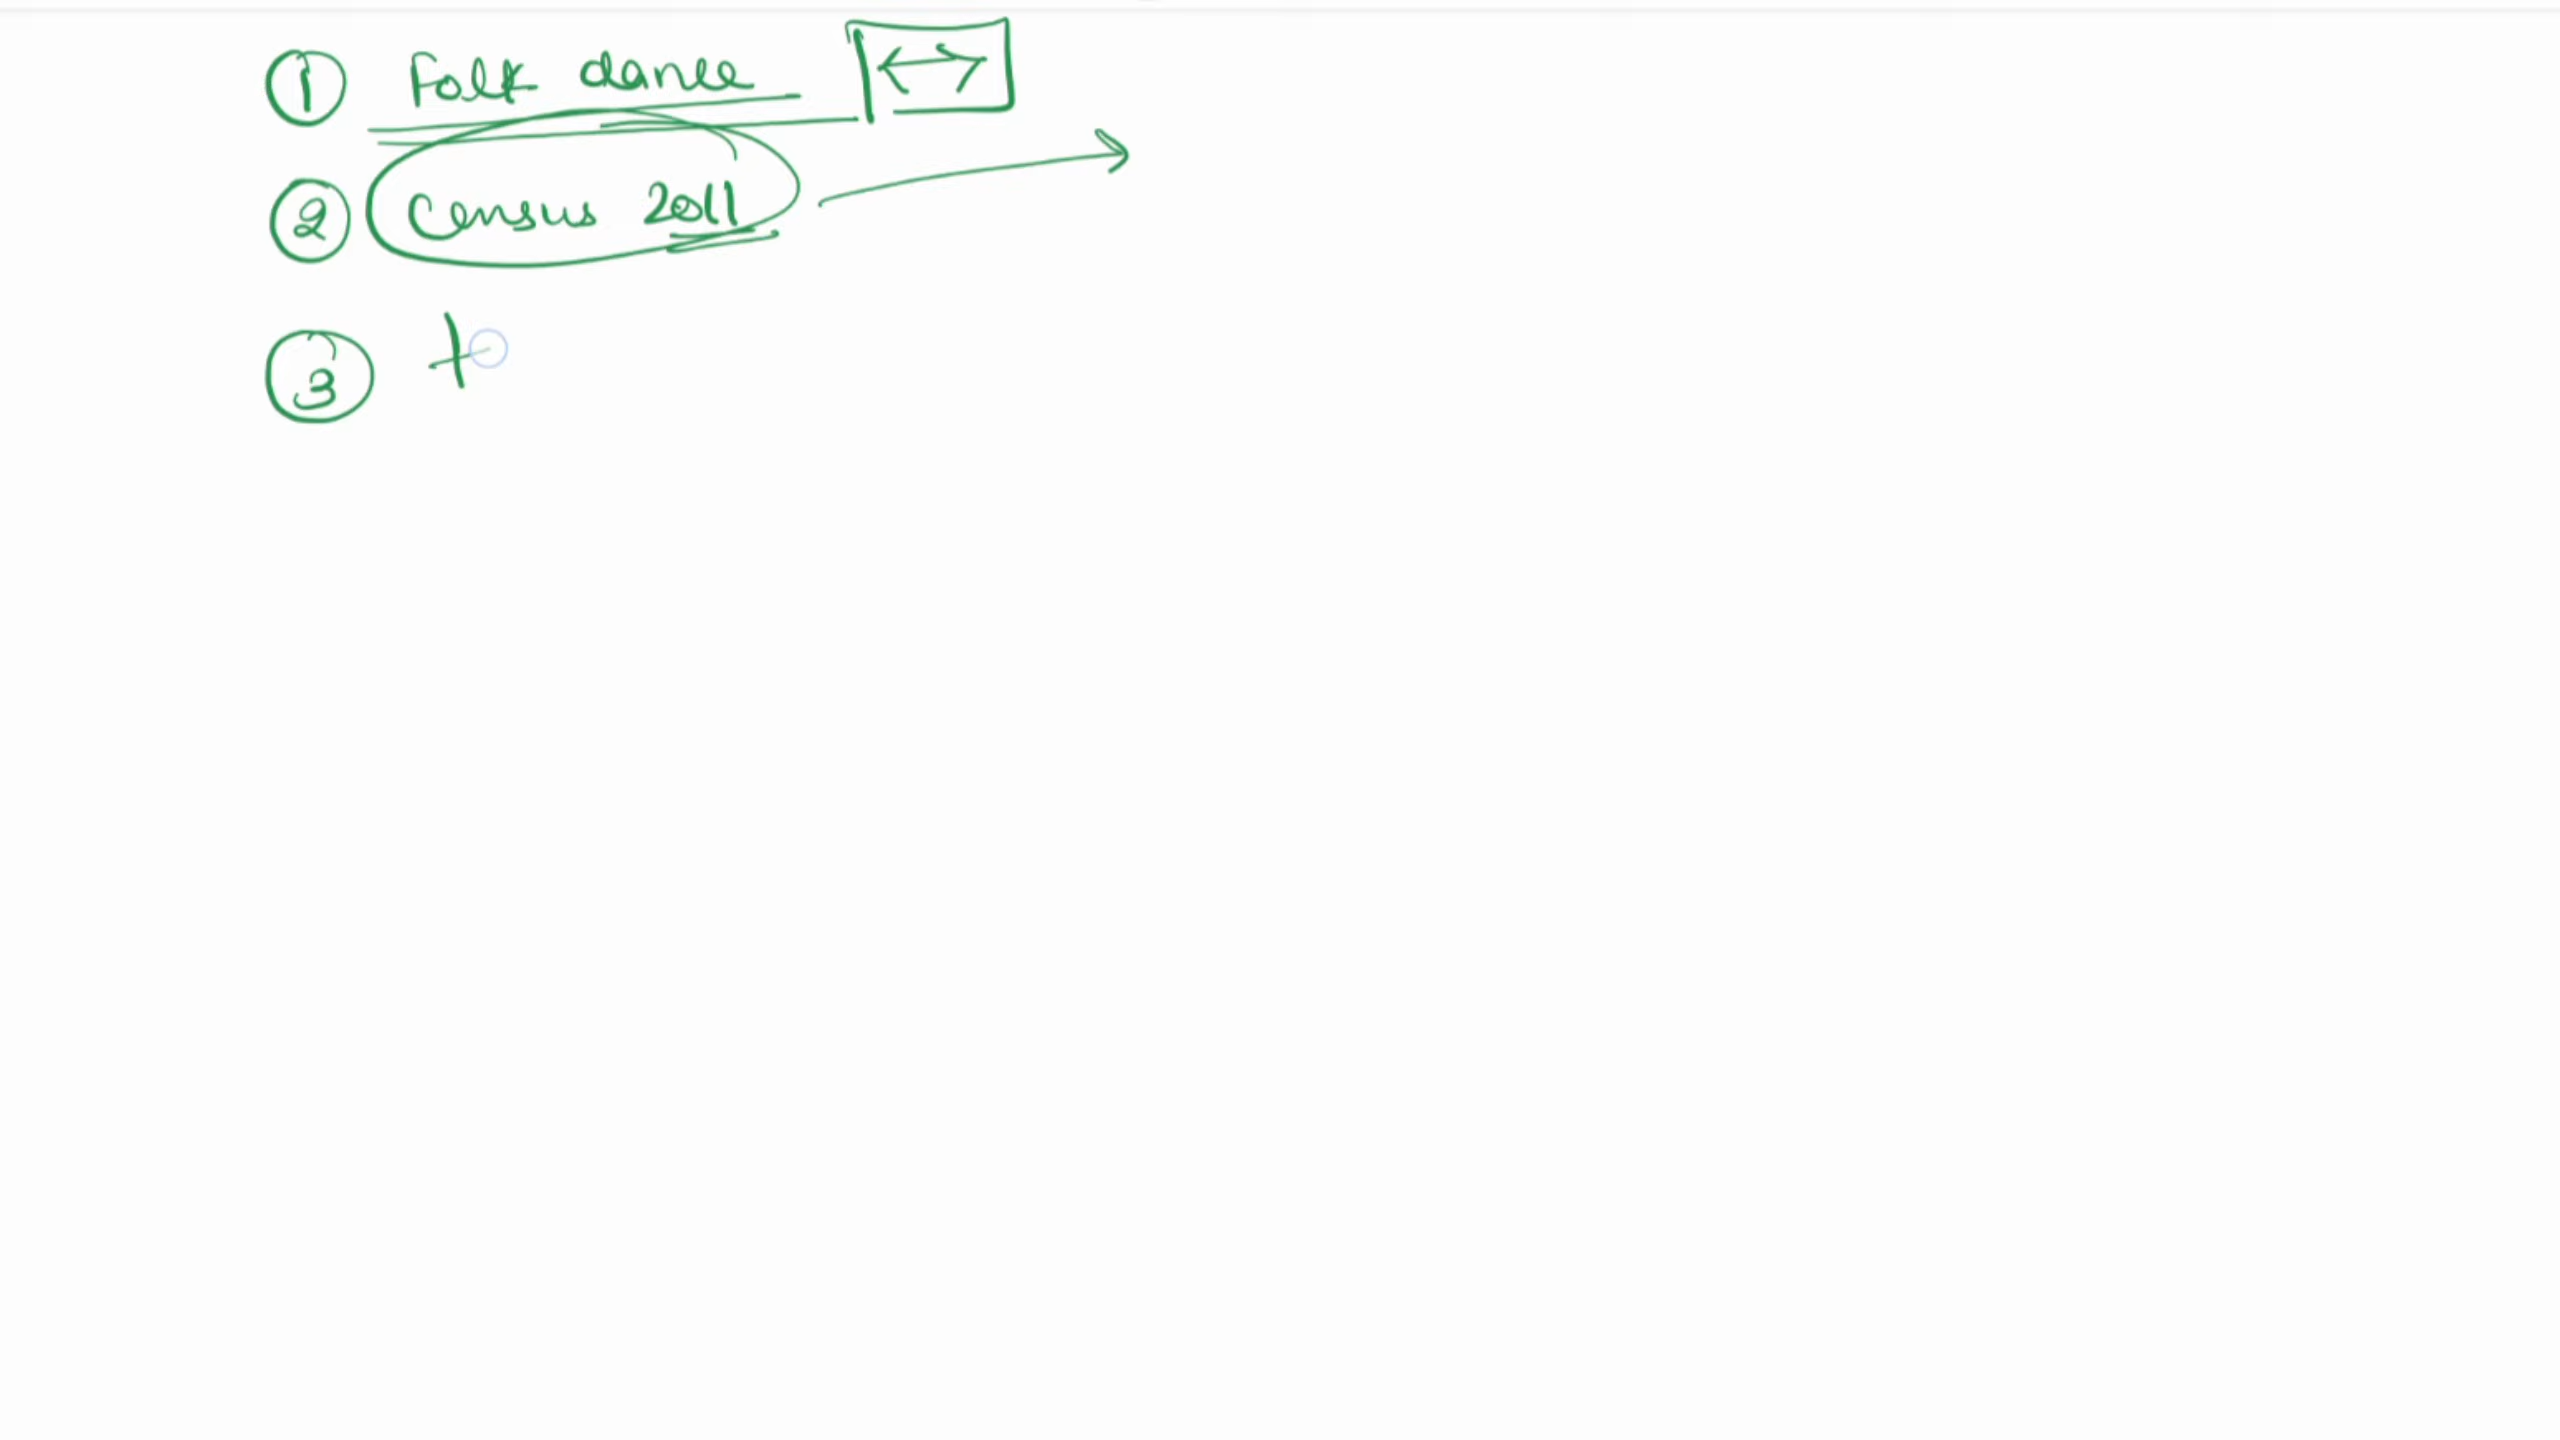 ① Folk dance
② Census 2011
③